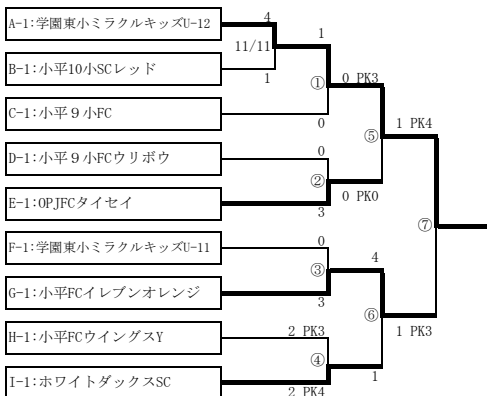 A-1:学園東小ミラクルキッズU-12
4
11/11
1
B-1:小平10小SCレッド
1
①
0 PK3
C-1:小平９小FC
0
⑤
1 PK4
D-1:小平９小FCウリボウ
0
②
0 PK0
E-1:OPJFCタイセイ
3
⑦
F-1:学園東小ミラクルキッズU-11
0
③
4
G-1:小平FCイレブンオレンジ
3
⑥
1 PK3
H-1:小平FCウイングスY
2 PK3
④
1
I-1:ホワイトダックスSC
2 PK4